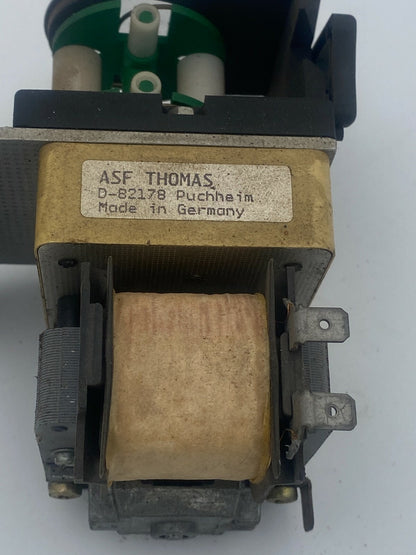 ASF THOMAS
D-82178 Puchheim
Made in Germany